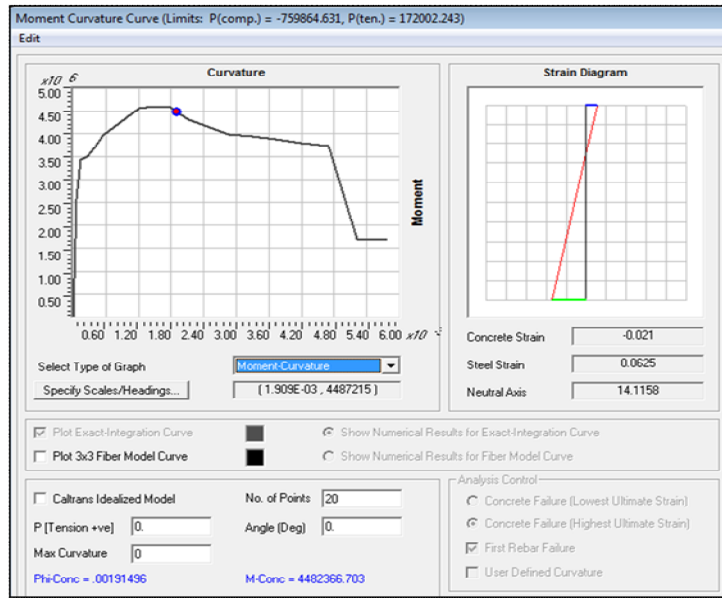 Moment Curvature Curve (Limits: P(comp.) = -759864.631, P(ten.) = 172002.243)
Edit
Curvature
x10 6
5.00
4.50
4.00
3.50
3.00
2.50
2.00
1.50
1.00
0.50
0.60 1.20 1.80 2.40 3.00 3.60 4.20 4.80 5.40 6.00 x10
Moment
Select Type of Graph
Moment-Curvature
Specify Scales/Headings...
( 1.909E-03 , 4487215 )
Strain Diagram
Concrete Strain -0.021
Steel Strain 0.0625
Neutral Axis 14.1158
Plot Exact-Integration Curve
Show Numerical Results for Exact-Integration Curve
Plot 3x3 Fiber Model Curve
Show Numerical Results for Fiber Model Curve
Caltrans Idealized Model
No. of Points 20
P [Tension +ve] 0.
Angle (Deg) 0.
Max Curvature 0
Phi-Conc = .00191496
M-Conc = 4482366.703
Analysis Control
Concrete Failure (Lowest Ultimate Strain)
Concrete Failure (Highest Ultimate Strain)
First Rebar Failure
User Defined Curvature